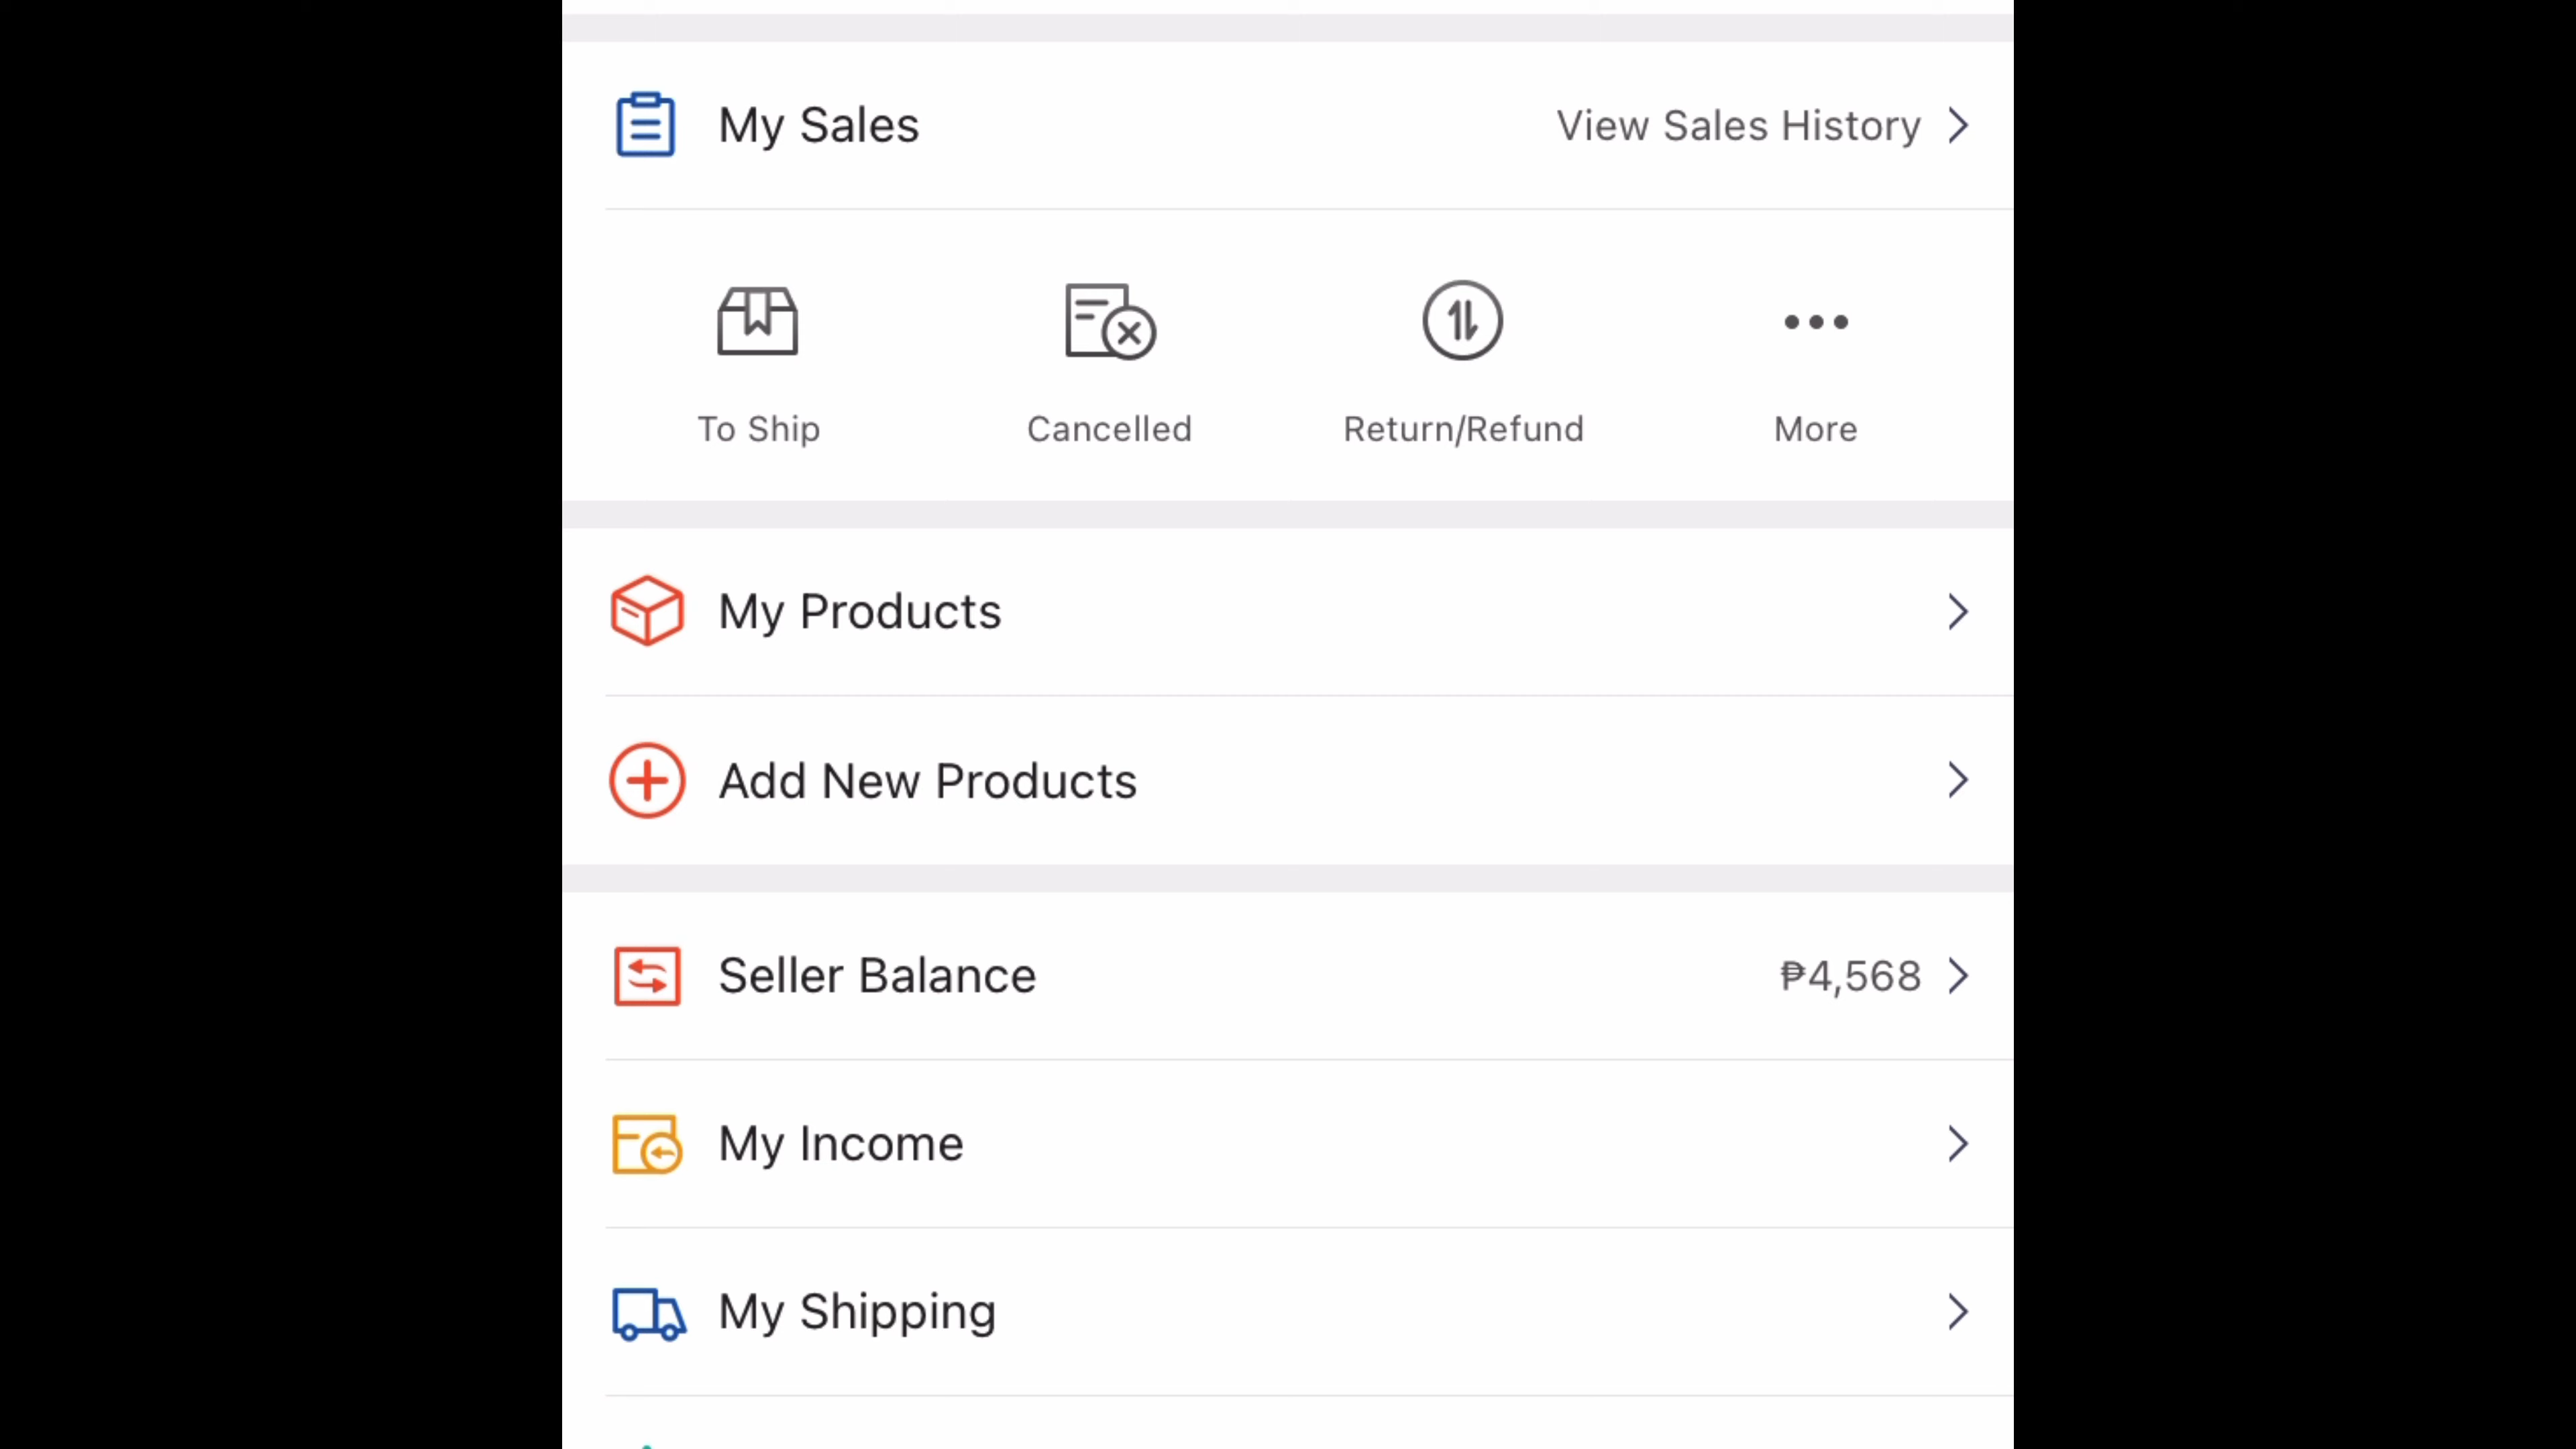 My Sales View Sales History
To Ship Cancelled Return/Refund More
My Products
Add New Products
Seller Balance ₱4,568
My Income
My Shipping